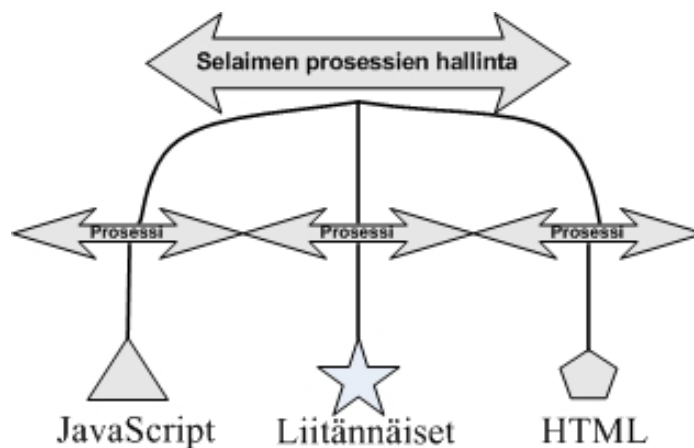 Selaimen prosessien hallinta
Prosessi Prosessi Prosessi
JavaScript Liitännäiset HTML